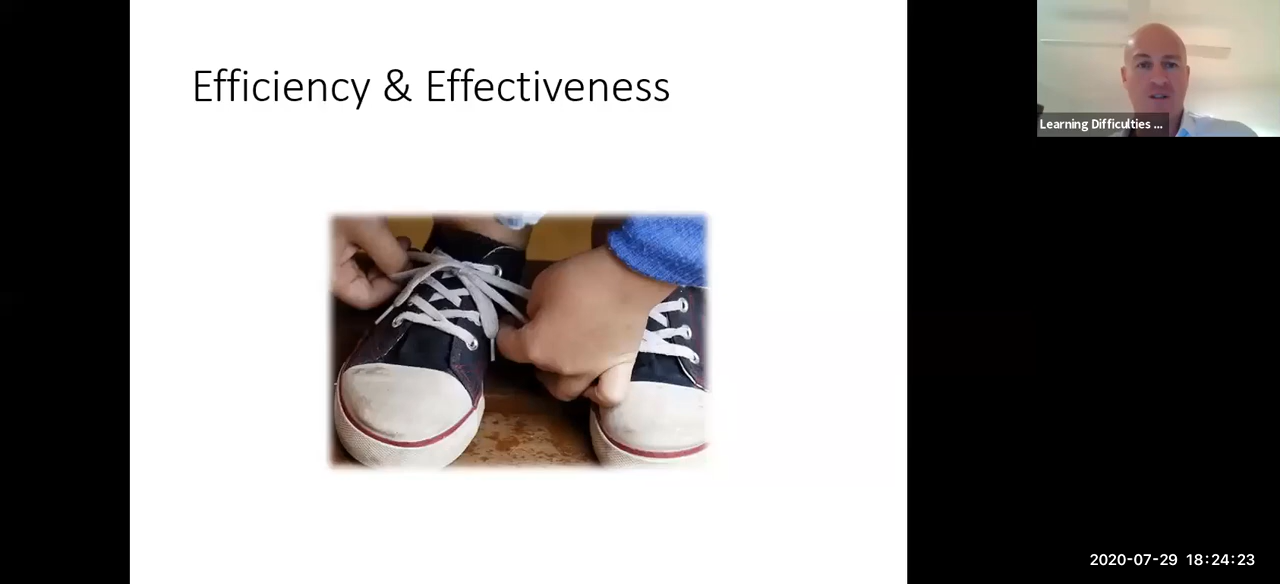 Efficiency & Effectiveness
Learning Difficulties ...
2020-07-29 18:24:23